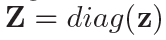 Z = diag(z)